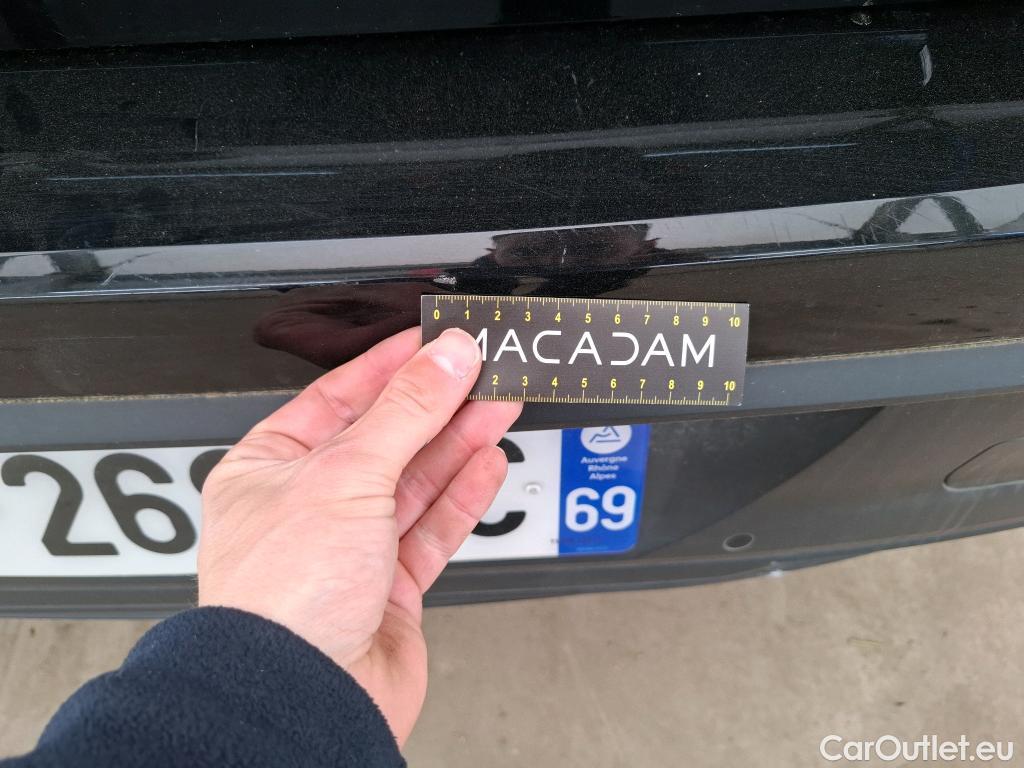 0 1 2 3 4 5 6 7 8 9 10
MACADAM
2 3 4 5 6 7 8 9 10
Auvergne
Rhône
Alpes
269 C
69
CarOutlet.eu